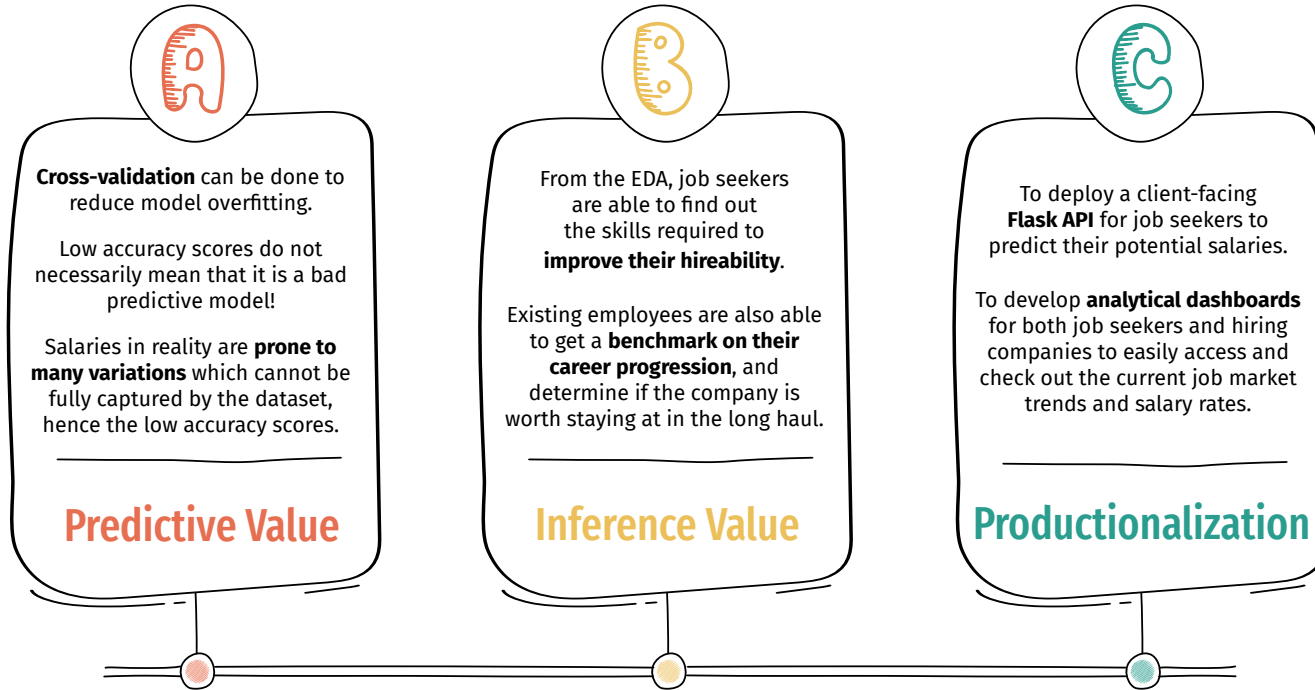 A
Cross-validation can be done to
reduce model overfitting.
Low accuracy scores do not
necessarily mean that it is a bad
predictive model!
Salaries in reality are prone to
many variations which cannot be
fully captured by the dataset,
hence the low accuracy scores.
Predictive Value
B
From the EDA, job seekers
are able to find out
the skills required to
improve their hireability.
Existing employees are also able
to get a benchmark on their
career progression, and
determine if the company is
worth staying at in the long haul.
Inference Value
C
To deploy a client-facing
Flask API for job seekers to
predict their potential salaries.
To develop analytical dashboards
for both job seekers and hiring
companies to easily access and
check out the current job market
trends and salary rates.
Productionalization